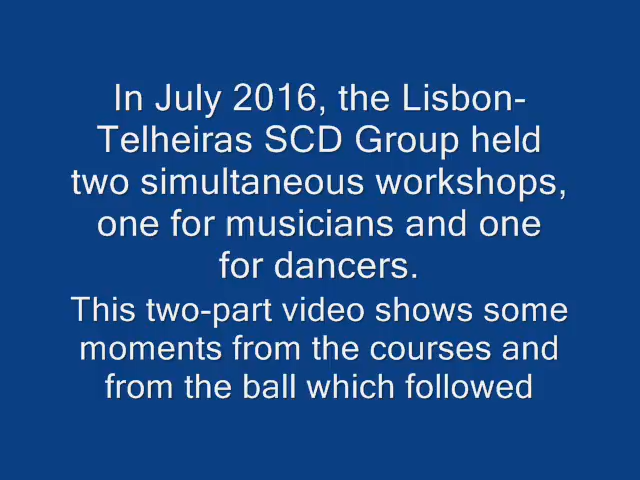 In July 2016, the Lisbon-
Telheiras SCD Group held
two simultaneous workshops,
one for musicians and one
for dancers.
This two-part video shows some
moments from the courses and
from the ball which followed